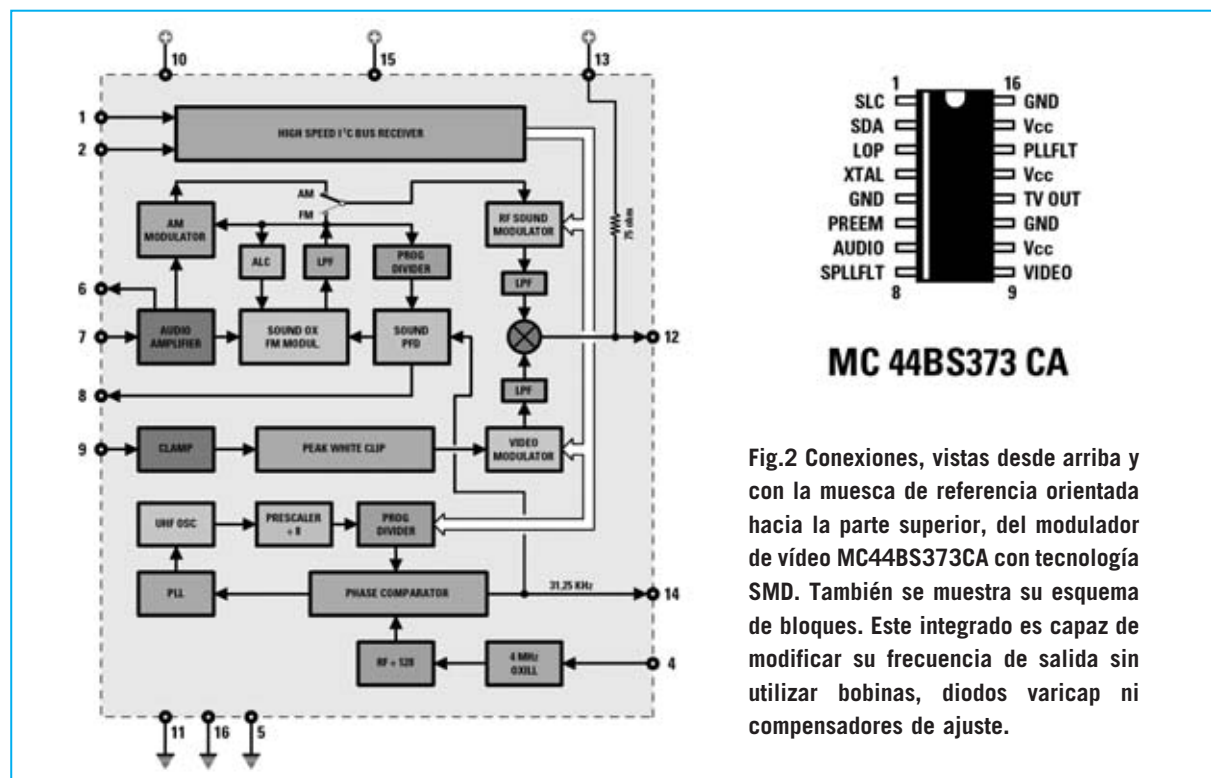 10
15
13
1
2
HIGH SPEED I²C BUS RECEIVER
AM
FM
AM
MODULATOR
RF SOUND
MODULATOR
75 ohm
ALC
LPF
PROG
DIVIDER
LPF
6
7
AUDIO
AMPLIFIER
SOUND OX
FM MODUL.
SOUND
PFD
12
8
LPF
9
CLAMP
PEAK WHITE CLIP
VIDEO
MODULATOR
UHF OSC
PRESCALER
÷ 8
PROG
DIVIDER
PLL
PHASE COMPARATOR
31,25 KHz
14
RF ÷ 128
4 MHz
OXILL
4
11
16
5
1
16
SLC
GND
SDA
Vcc
LOP
PLLFLT
XTAL
Vcc
GND
TV OUT
PREEM
GND
AUDIO
Vcc
SPLLFLT
VIDEO
8
9
MC 44BS373 CA
Fig.2 Conexiones, vistas desde arriba y
con la muesca de referencia orientada
hacia la parte superior, del modulador
de vídeo MC44BS373CA con tecnología
SMD. También se muestra su esquema
de bloques. Este integrado es capaz de
modificar su frecuencia de salida sin
utilizar bobinas, diodos varicap ni
compensadores de ajuste.